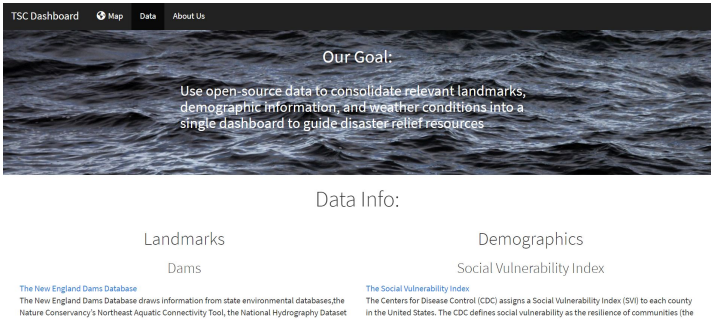 TSC Dashboard Map Data About Us
Our Goal:
Use open-source data to consolidate relevant landmarks,
demographic information, and weather conditions into a
single dashboard to guide disaster relief resources
Data Info:
Landmarks
Dams
The New England Dams Database
The New England Dams Database draws information from state environmental databases,the
Nature Conservancy's Northeast Aquatic Connectivity Tool, the National Hydrography Dataset
Demographics
Social Vulnerability Index
The Social Vulnerability Index
The Centers for Disease Control (CDC) assigns a Social Vulnerability Index (SVI) to each county
in the United States. The CDC defines social vulnerability as the resilience of communities (the